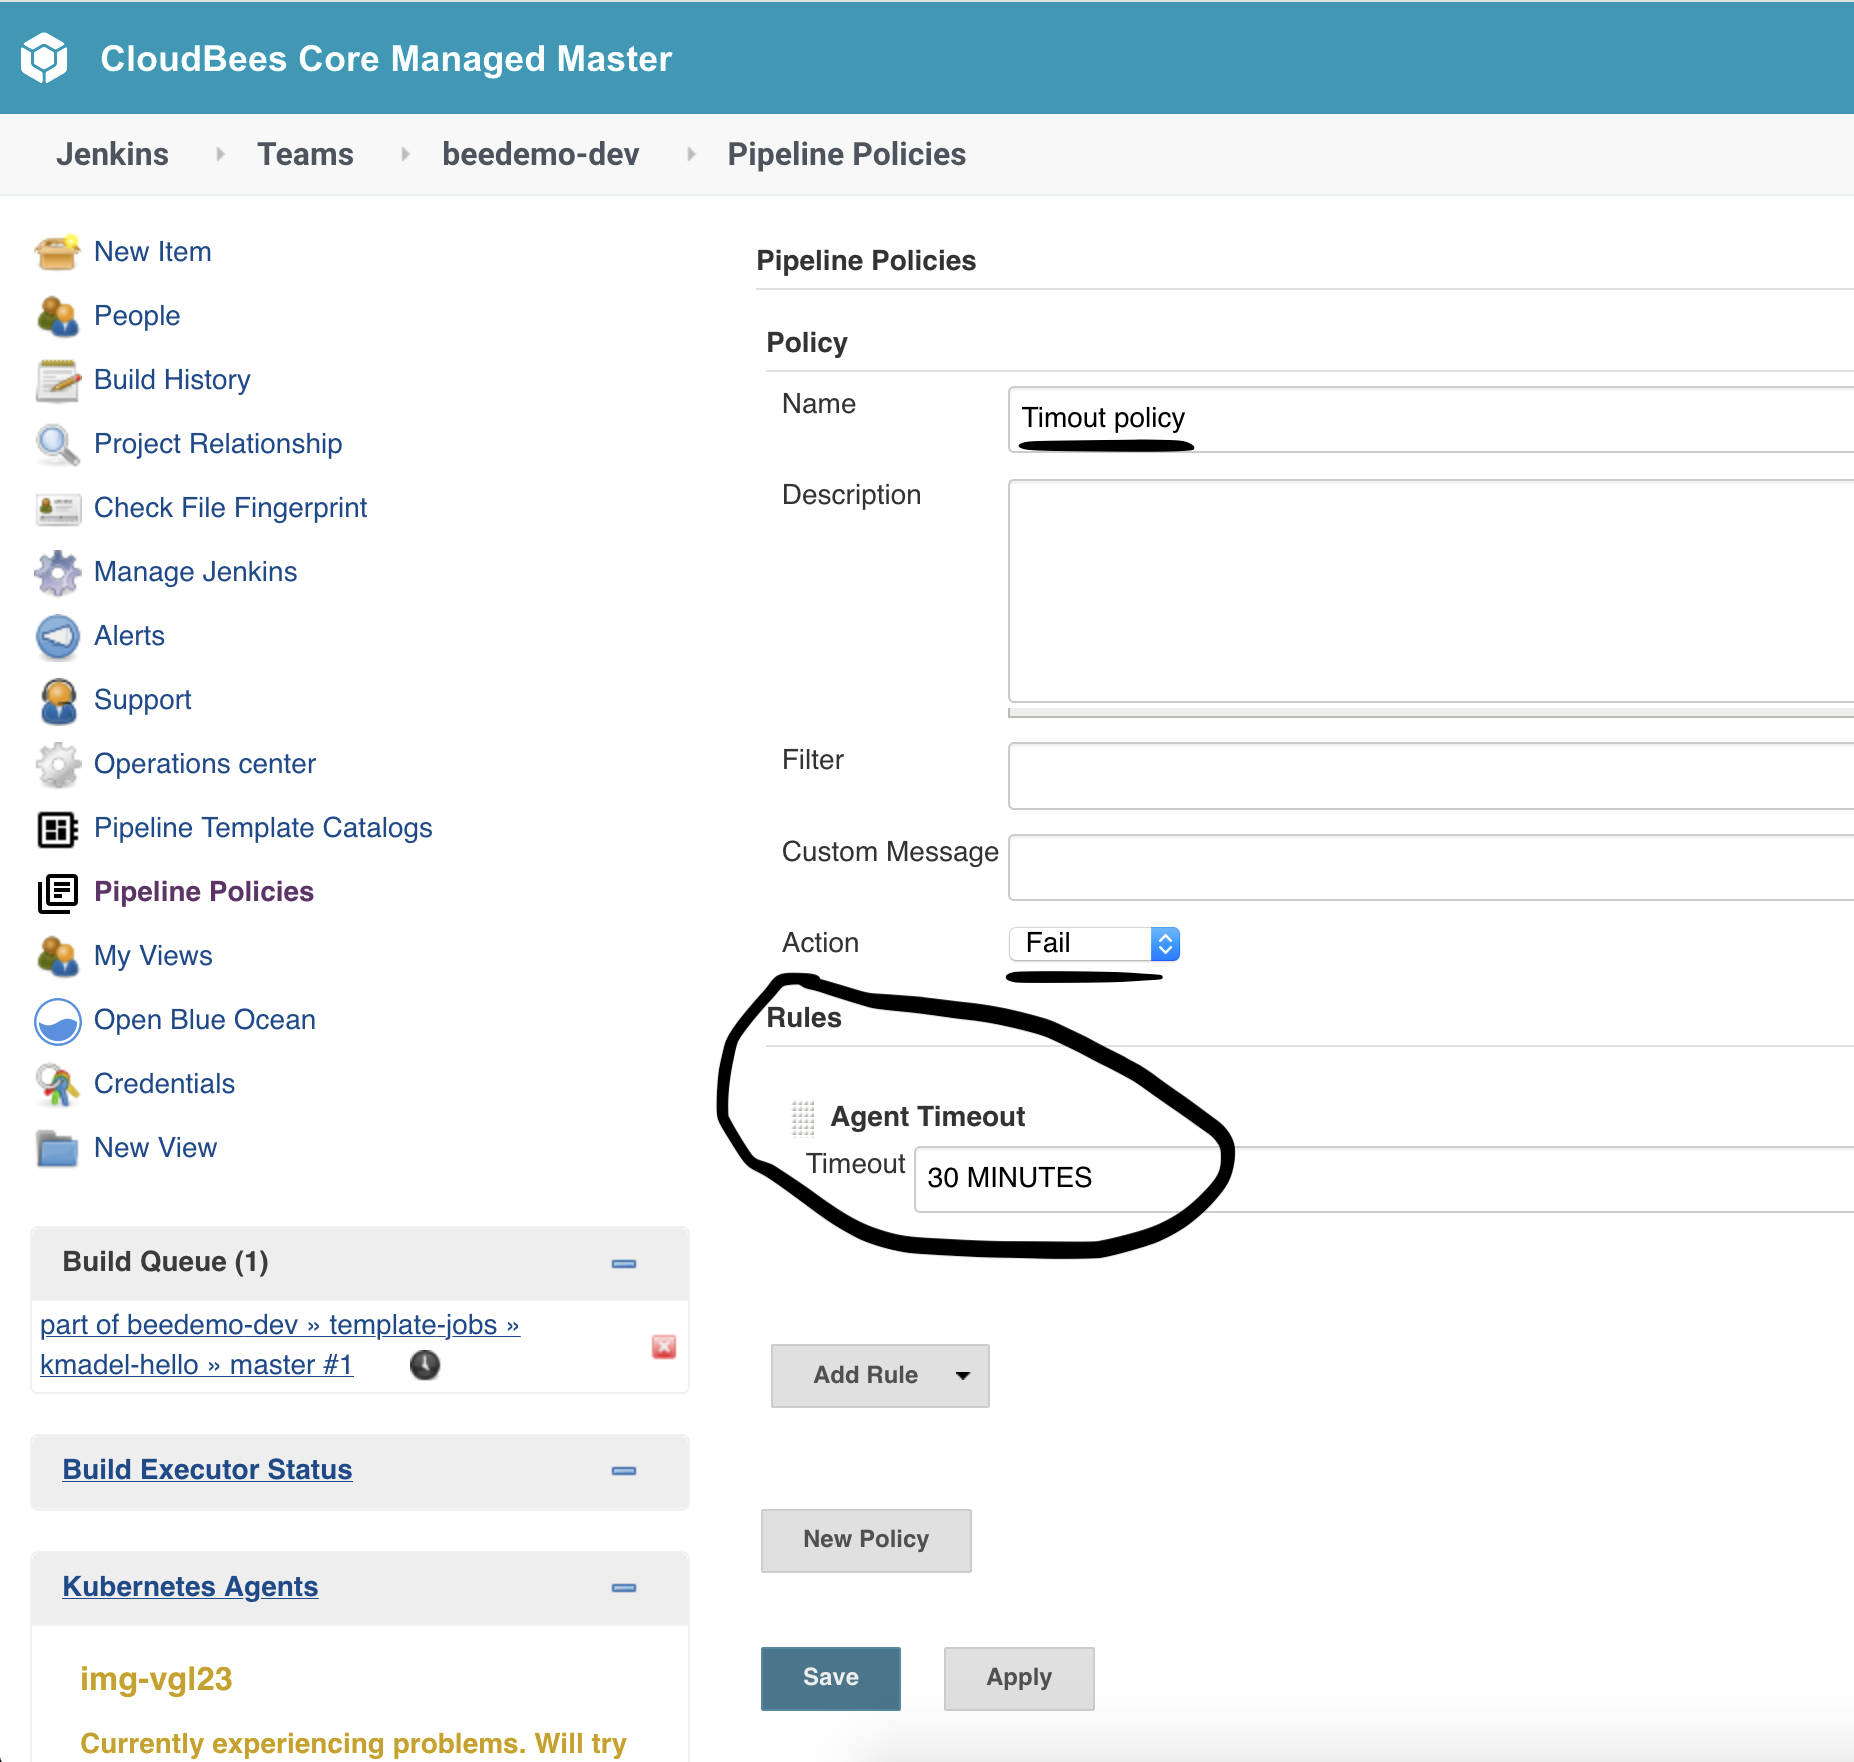 CloudBees Core Managed Master
Jenkins Teams beedemo-dev Pipeline Policies
New Item
People
Build History
Project Relationship
Check File Fingerprint
Manage Jenkins
Alerts
Support
Operations center
Pipeline Template Catalogs
Pipeline Policies
My Views
Open Blue Ocean
Credentials
New View
Build Queue (1)
part of beedemo-dev » template-jobs »
kmadel-hello » master #1
Build Executor Status
Kubernetes Agents
img-vgl23
Currently experiencing problems. Will try
Pipeline Policies
Policy
Name Timout policy
Description
Filter
Custom Message
Action Fail
Rules
Agent Timeout
Timeout 30 MINUTES
Add Rule
New Policy
Save Apply